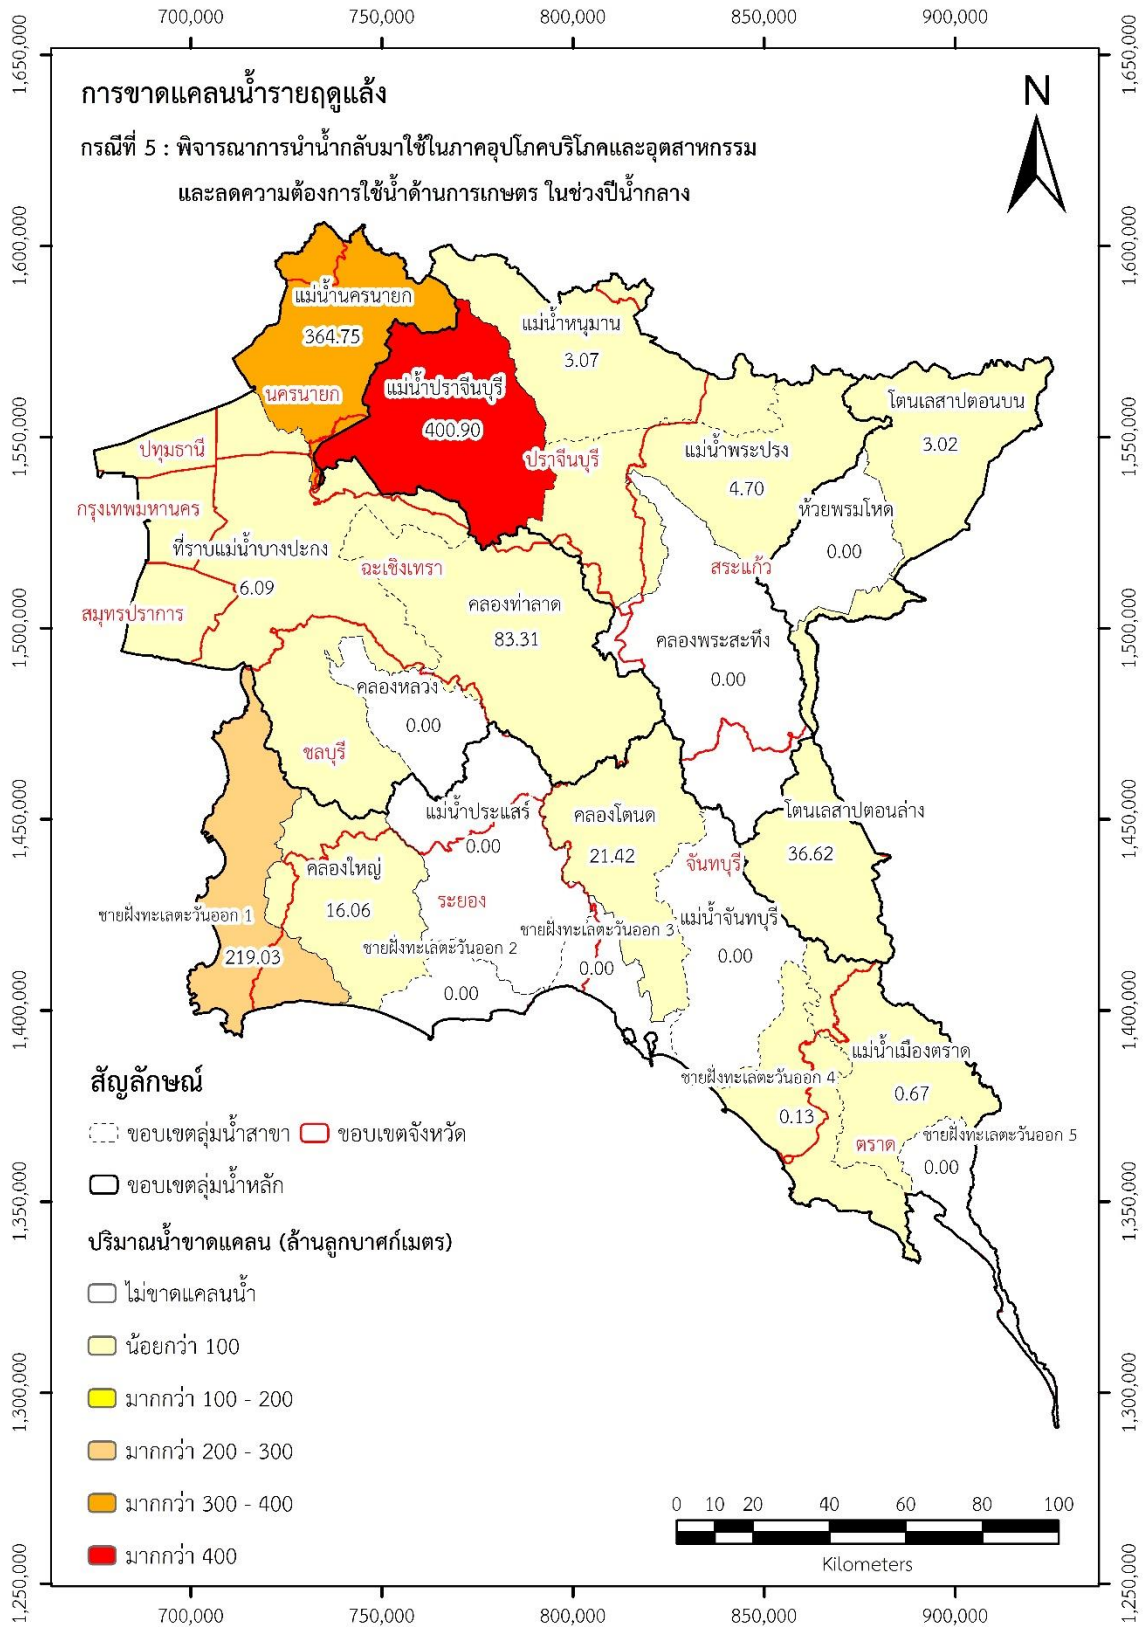 700,000
750,000
800,000
850,000
900,000
1,650,000
1,650,000
การขาดแคลนน้ำรายฤดูแล้ง
N
กรณีที่ 5 : พิจารณาการนำน้ำกลับมาใช้ในภาคอุปโภคบริโภคและอุตสาหกรรม
และลดความต้องการใช้น้ำด้านการเกษตร ในช่วงปีน้ำกลาง
1,600,000
1,600,000
แม่น้ำนครนายก
364.75
แม่น้ำหนุมาน
3.07
นครนายก
แม่น้ำปราจีนบุรี
400.90
โตนเลสาปตอนบน
3.02
1,550,000
1,550,000
ปทุมธานี
ปราจีนบุรี
แม่น้ำพระปรง
4.70
กรุงเทพมหานคร
ห้วยพรมโหด
0.00
ที่ราบแม่น้ำบางปะกง
6.09
ฉะเชิงเทรา
สระแก้ว
สมุทรปราการ
คลองท่าลาด
83.31
คลองพระสะทึง
0.00
1,500,000
1,500,000
คลองหลวง
0.00
ชลบุรี
แม่น้ำประแสร์
0.00
คลองโตนด
21.42
โตนเลสาปตอนล่าง
36.62
1,450,000
1,450,000
คลองใหญ่
16.06
จันทบุรี
ระยอง
ชายฝั่งทะเลตะวันออก 1
219.03
ชายฝั่งทะเลตะวันออก 2
0.00
ชายฝั่งทะเลตะวันออก 3
0.00
แม่น้ำจันทบุรี
0.00
1,400,000
1,400,000
แม่น้ำเมืองตราด
0.67
ชายฝั่งทะเลตะวันออก 4
0.13
ตราด
ชายฝั่งทะเลตะวันออก 5
0.00
1,350,000
1,350,000
สัญลักษณ์
ขอบเขตลุ่มน้ำสาขา
ขอบเขตจังหวัด
ขอบเขตลุ่มน้ำหลัก
ปริมาณน้ำขาดแคลน (ล้านลูกบาศก์เมตร)
ไม่ขาดแคลนน้ำ
น้อยกว่า 100
มากกว่า 100 - 200
มากกว่า 200 - 300
มากกว่า 300 - 400
มากกว่า 400
1,300,000
1,300,000
0 10 20 40 60 80 100
Kilometers
1,250,000
1,250,000
700,000
750,000
800,000
850,000
900,000